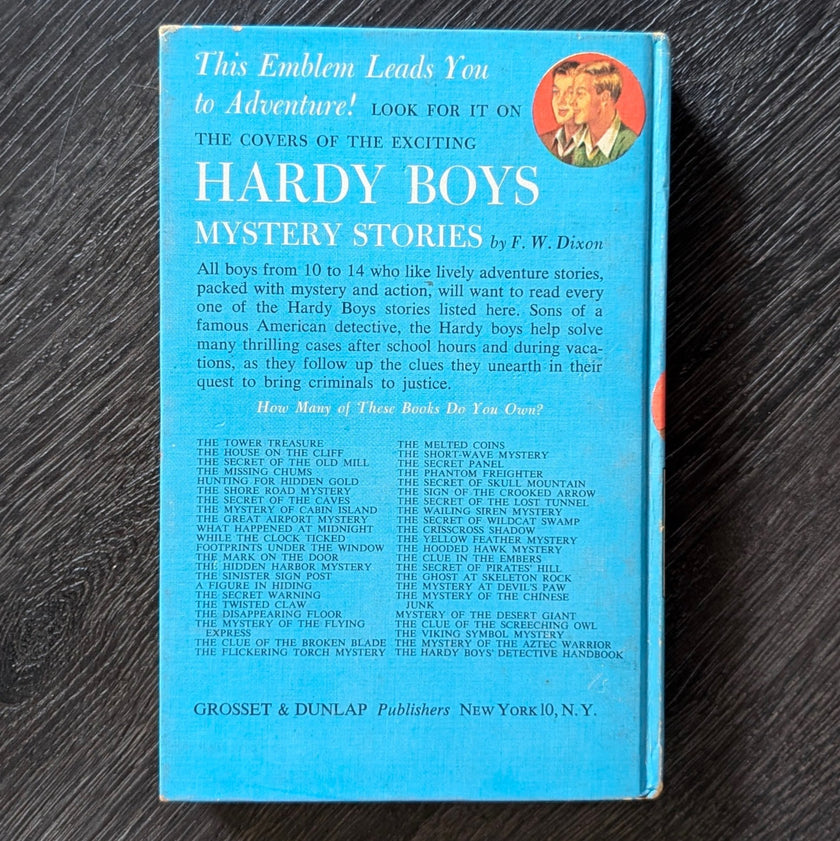 This Emblem Leads You
to Adventure! LOOK FOR IT ON
THE COVERS OF THE EXCITING
HARDY BOYS
MYSTERY STORIES by F. W. Dixon
All boys from 10 to 14 who like lively adventure stories,
packed with mystery and action, will want to read every
one of the Hardy Boys stories listed here. Sons of a
famous American detective, the Hardy boys help solve
many thrilling cases after school hours and during vaca-
tions, as they follow up the clues they unearth in their
quest to bring criminals to justice.
How Many of These Books Do You Own?
THE TOWER TREASURE
THE HOUSE ON THE CLIFF
THE SECRET OF THE OLD MILL
THE MISSING CHUMS
HUNTING FOR HIDDEN GOLD
THE SHORE ROAD MYSTERY
THE SECRET OF THE CAVES
THE MYSTERY OF CABIN ISLAND
THE GREAT AIRPORT MYSTERY
WHAT HAPPENED AT MIDNIGHT
WHILE THE CLOCK TICKED
FOOTPRINTS UNDER THE WINDOW
THE MARK ON THE DOOR
THE HIDDEN HARBOR MYSTERY
THE SINISTER SIGN POST
A FIGURE IN HIDING
THE SECRET WARNING
THE TWISTED CLAW
THE DISAPPEARING FLOOR
THE MYSTERY OF THE FLYING
EXPRESS
THE CLUE OF THE BROKEN BLADE
THE FLICKERING TORCH MYSTERY
THE MELTED COINS
THE SHORT-WAVE MYSTERY
THE SECRET PANEL
THE PHANTOM FREIGHTER
THE SECRET OF SKULL MOUNTAIN
THE SIGN OF THE CROOKED ARROW
THE SECRET OF THE LOST TUNNEL
THE WAILING SIREN MYSTERY
THE SECRET OF WILDCAT SWAMP
THE CRISSCROSS SHADOW
THE YELLOW FEATHER MYSTERY
THE HOODED HAWK MYSTERY
THE CLUE IN THE EMBERS
THE SECRET OF PIRATES' HILL
THE GHOST AT SKELETON ROCK
THE MYSTERY AT DEVIL'S PAW
THE MYSTERY OF THE CHINESE
JUNK
MYSTERY OF THE DESERT GIANT
THE CLUE OF THE SCREECHING OWL
THE VIKING SYMBOL MYSTERY
THE MYSTERY OF THE AZTEC WARRIOR
THE HARDY BOYS' DETECTIVE HANDBOOK
GROSSET & DUNLAP Publishers NEW YORK 10, N. Y.